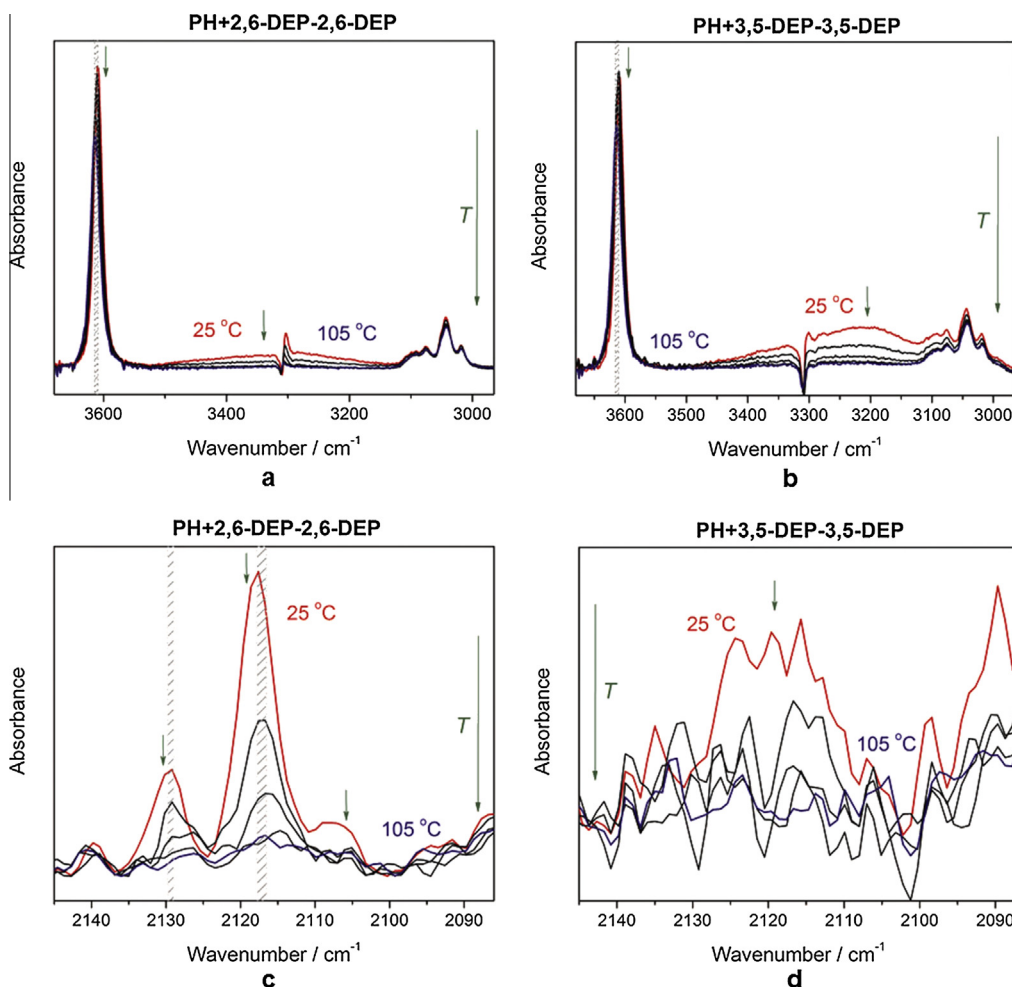 PH+2,6-DEP-2,6-DEP
Absorbance
T
25 °C
105 °C
3600 3400 3200 3000
Wavenumber / cm-1
a
PH+3,5-DEP-3,5-DEP
Absorbance
T
25 °C
105 °C
3600 3500 3400 3300 3200 3100 3000
Wavenumber / cm-1
b
PH+2,6-DEP-2,6-DEP
Absorbance
25 °C
T
105 °C
2140 2130 2120 2110 2100 2090
Wavenumber / cm-1
c
PH+3,5-DEP-3,5-DEP
Absorbance
25 °C
T
105 °C
2140 2130 2120 2110 2100 2090
Wavenumber / cm-1
d